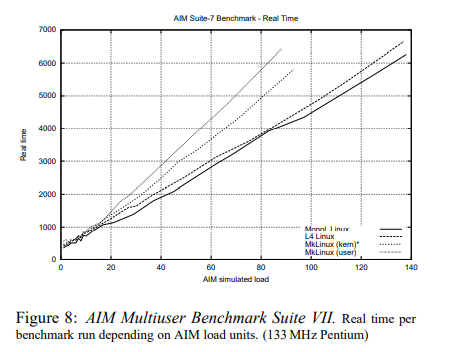 AIM Suite-7 Benchmark - Real Time
7000
6000
5000
4000
3000
2000
1000
0
Real time
0 20 40 60 80 100 120 140
AIM simulated load
Monol. Linux
L4 Linux
MkLinux (kern)*
MkLinux (user)
Figure 8: AIM Multiuser Benchmark Suite VII. Real time per
benchmark run depending on AIM load units. (133 MHz Pentium)